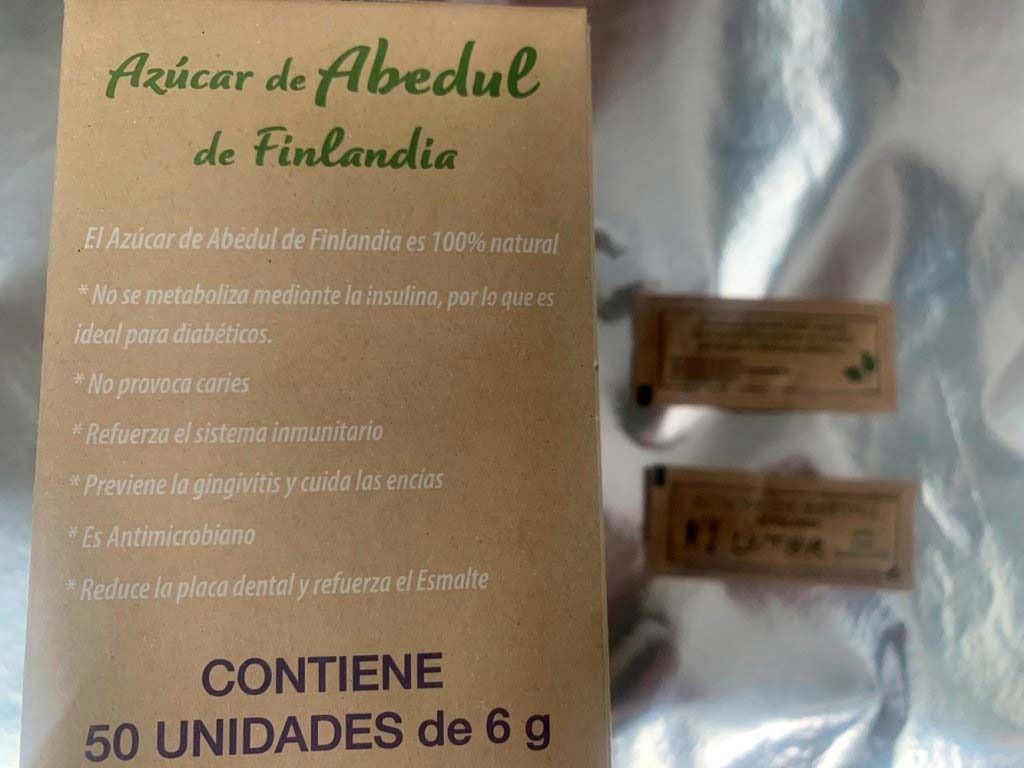 Azúcar de Abedul
de Finlandia
El Azúcar de Abedul de Finlandia es 100% natural
* No se metaboliza mediante la insulina, por lo que es
ideal para diabéticos.
* No provoca caries
* Refuerza el sistema inmunitario
* Previene la gingivitis y cuida las encías
* Es Antimicrobiano
* Reduce la placa dental y refuerza el Esmalte
CONTIENE
50 UNIDADES de 6 g